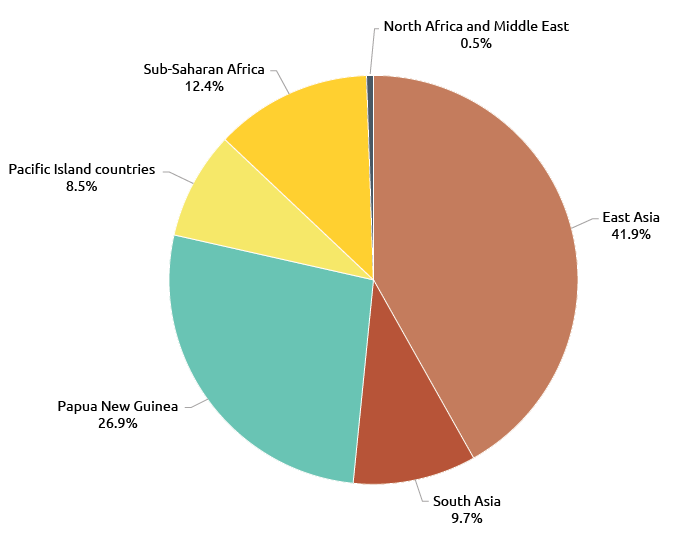 North Africa and Middle East
0.5%
Sub-Saharan Africa
12.4%
Pacific Island countries
8.5%
East Asia
41.9%
Papua New Guinea
26.9%
South Asia
9.7%